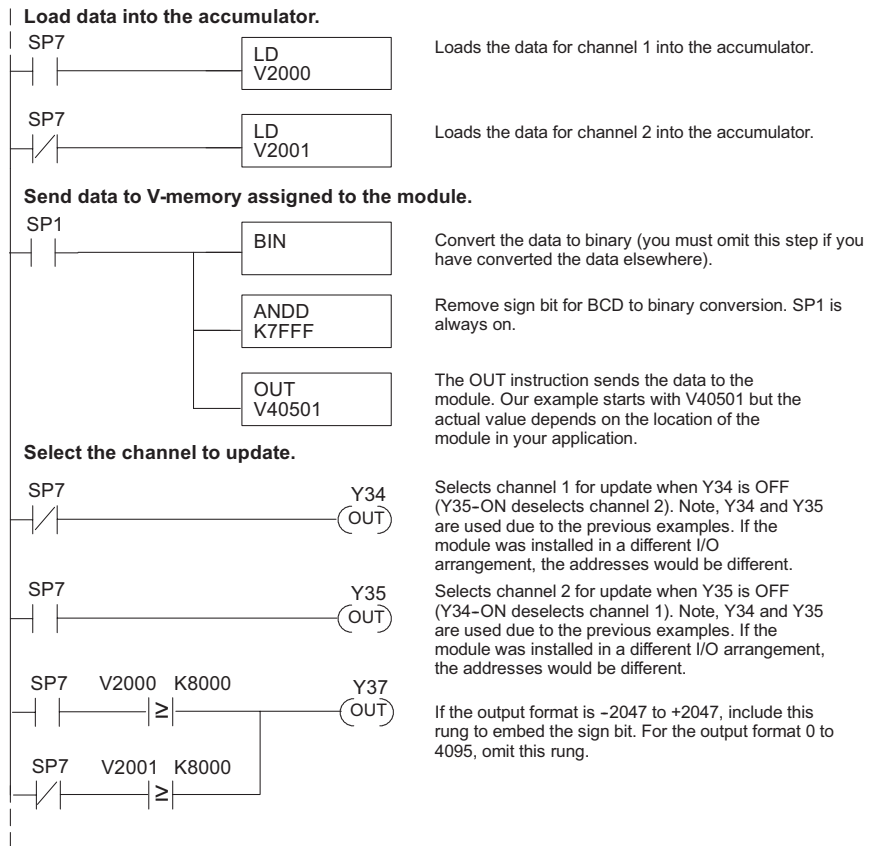 Load data into the accumulator.
SP7
LD
V2000
Loads the data for channel 1 into the accumulator.
SP7
LD
V2001
Loads the data for channel 2 into the accumulator.
Send data to V-memory assigned to the module.
SP1
BIN
Convert the data to binary (you must omit this step if you
have converted the data elsewhere).
ANDD
K7FFF
Remove sign bit for BCD to binary conversion. SP1 is
always on.
OUT
V40501
The OUT instruction sends the data to the
module. Our example starts with V40501 but the
actual value depends on the location of the
module in your application.
Select the channel to update.
SP7
Y34
OUT
Selects channel 1 for update when Y34 is OFF
(Y35-ON deselects channel 2). Note, Y34 and Y35
are used due to the previous examples. If the
module was installed in a different I/O
arrangement, the addresses would be different.
SP7
Y35
OUT
Selects channel 2 for update when Y35 is OFF
(Y34-ON deselects channel 1). Note, Y34 and Y35
are used due to the previous examples. If the
module was installed in a different I/O arrangement,
the addresses would be different.
SP7 V2000 K8000
≥
Y37
OUT
If the output format is -2047 to +2047, include this
rung to embed the sign bit. For the output format 0 to
4095, omit this rung.
SP7 V2001 K8000
≥